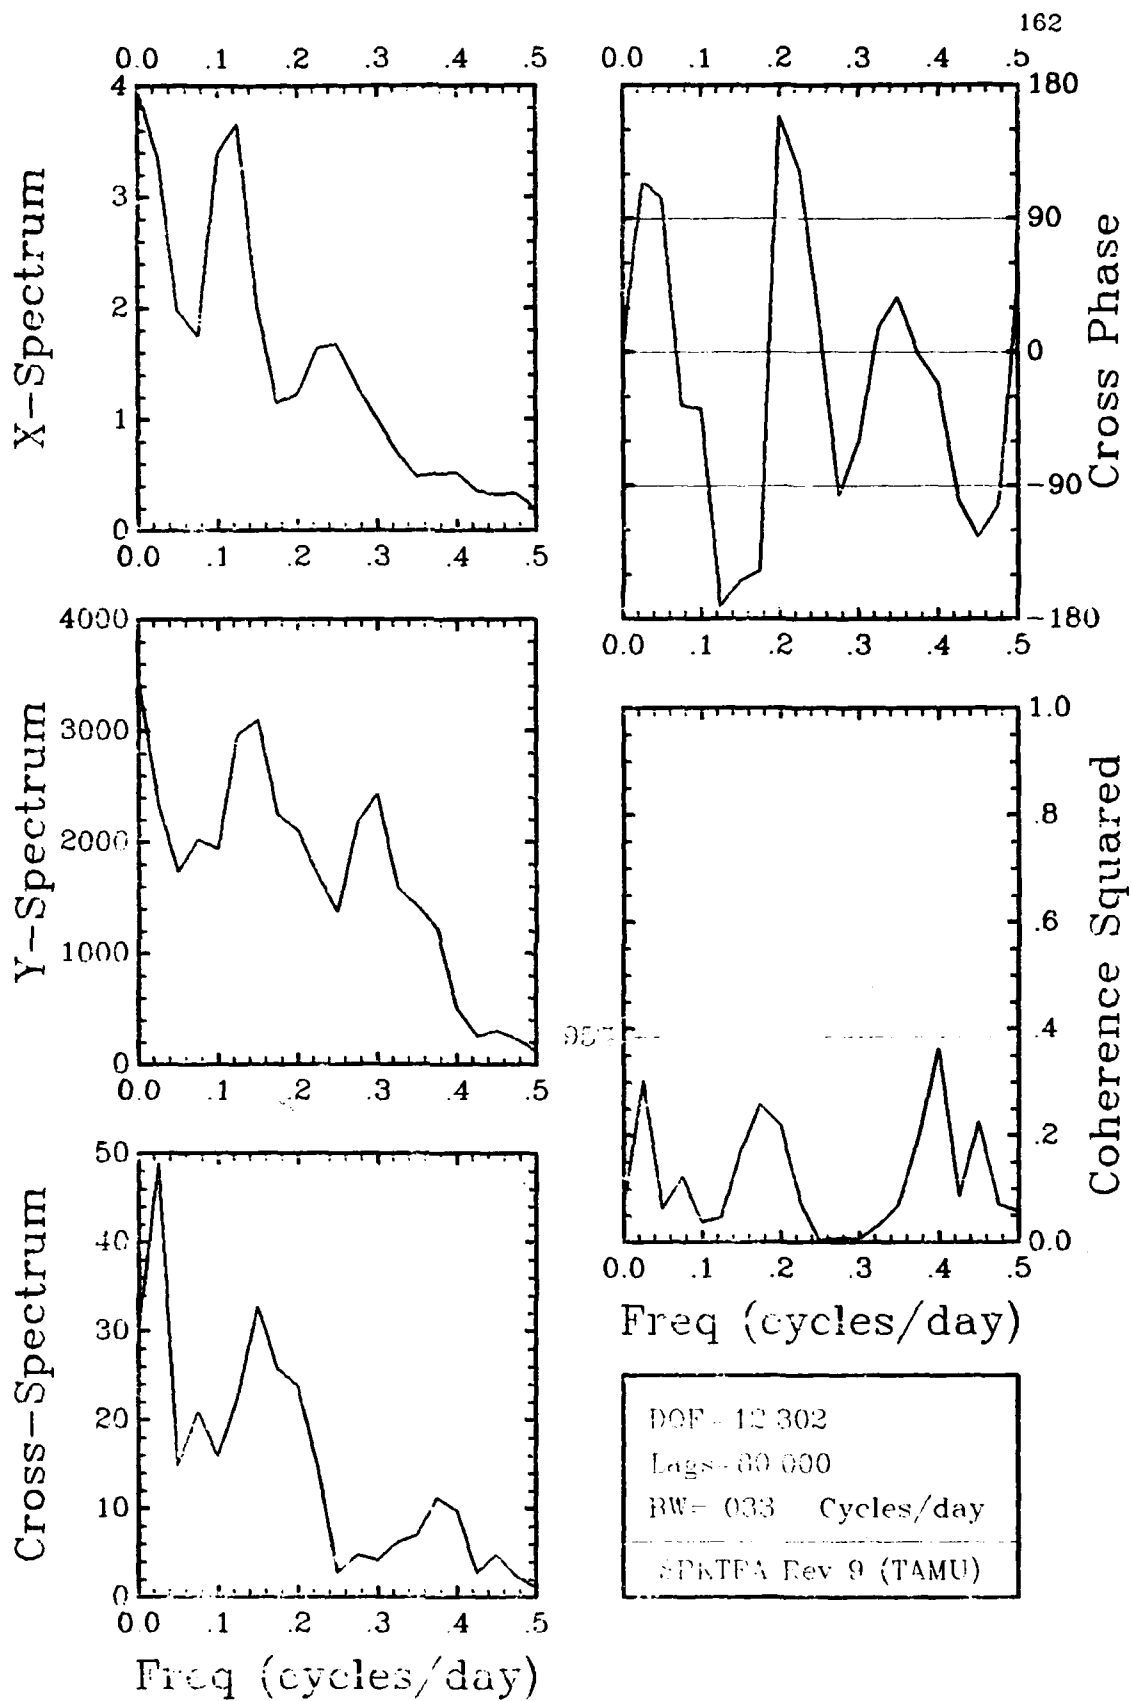 162
0.0 .1 .2 .3 .4 .5
4
3
2
1
0
X-Spectrum
0.0 .1 .2 .3 .4 .5
4000
3000
2000
1000
0
Y-Spectrum
0.0 .1 .2 .3 .4 .5
50
40
30
20
10
0
Cross-Spectrum
0.0 .1 .2 .3 .4 .5
Freq (cycles/day)
0.0 .1 .2 .3 .4 .5
180
90
0
-90
-180
Cross Phase
0.0 .1 .2 .3 .4 .5
1.0
.8
.6
.4
.2
0.0
Coherence Squared
0.0 .1 .2 .3 .4 .5
Freq (cycles/day)
DOF 12 302
Lags 000
BW= 033 Cycles/day
Rev 9 (TAMU)